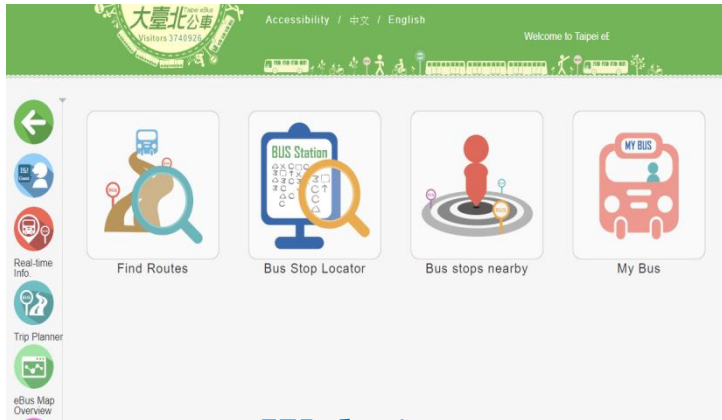 大臺北公車
Taipei eBus
Visitors 3740926
Accessibility / 中文 / English
Welcome to Taipei eE
BUS Station
MY BUS
Find Routes
Bus Stop Locator
Bus stops nearby
My Bus
Real-time
Info.
Trip Planner
eBus Map
Overview